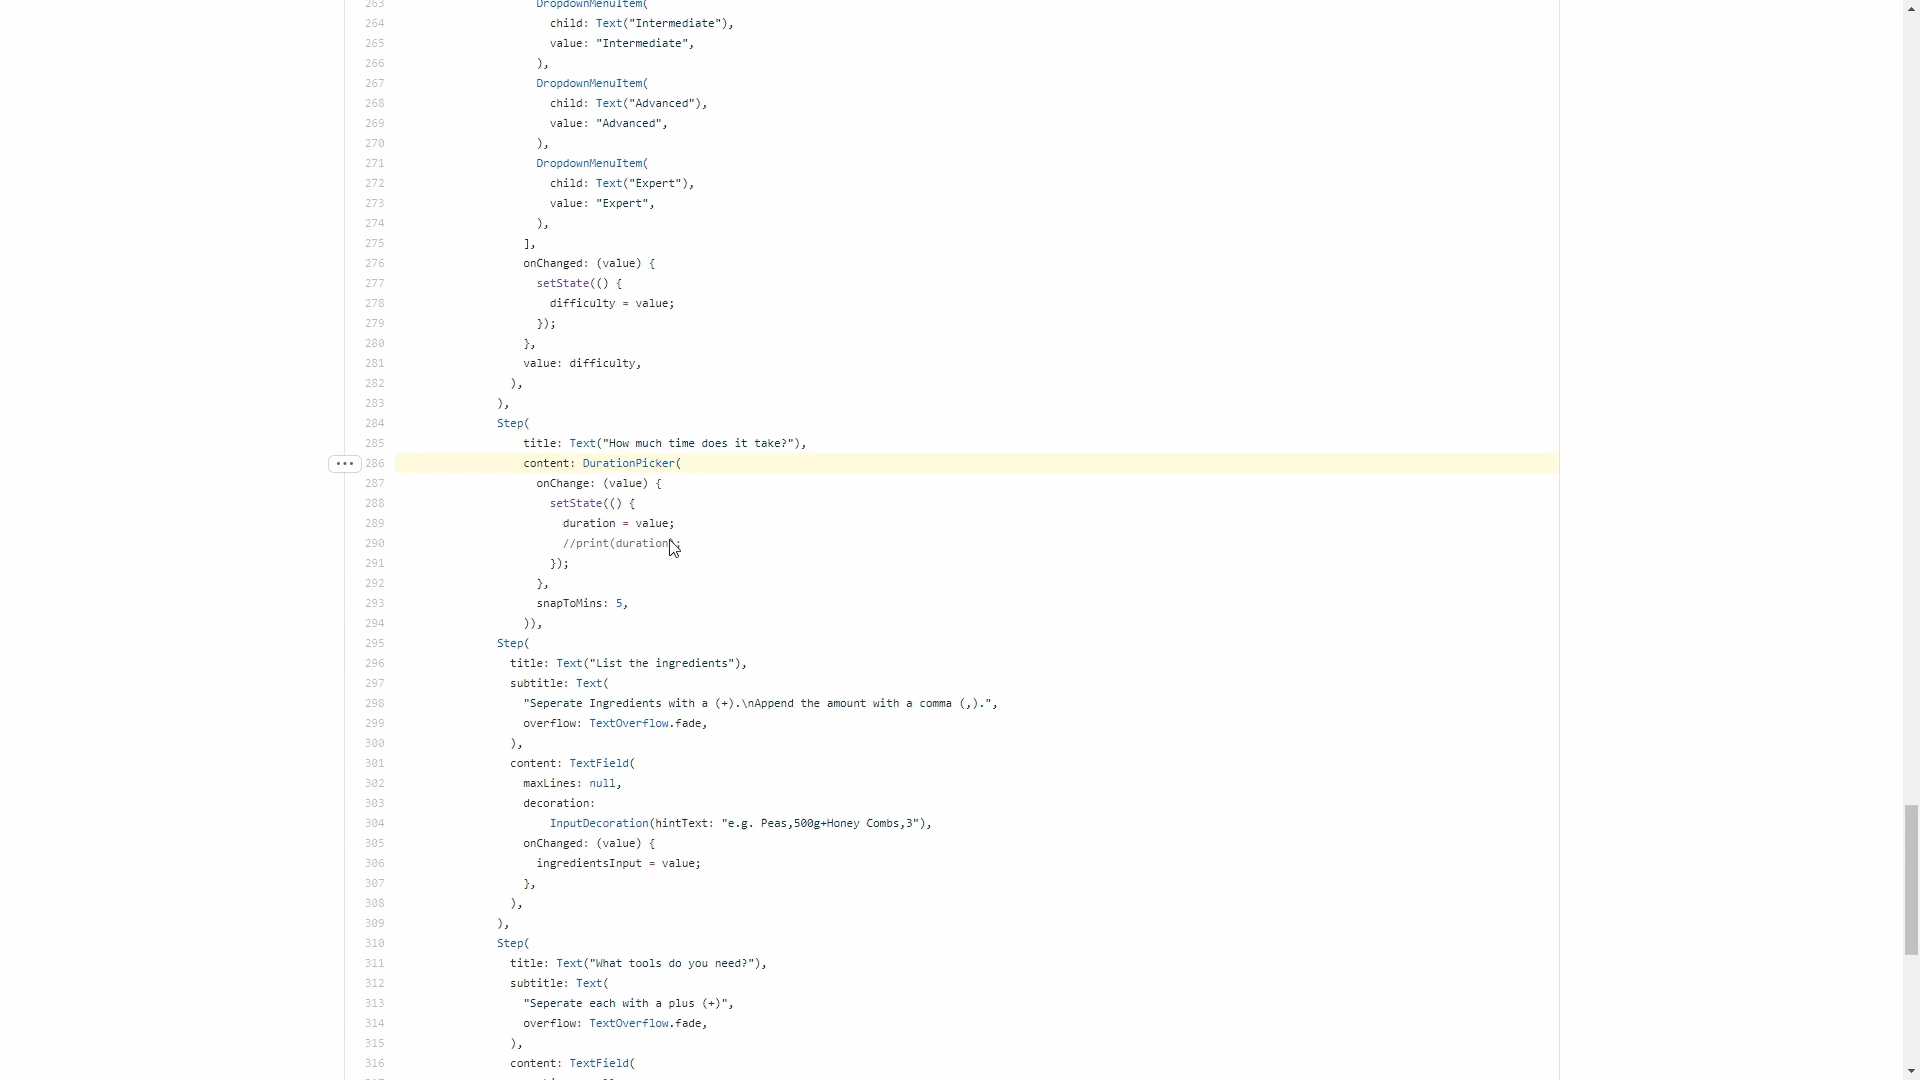 263 DropdownMenuItem(
264 child: Text("Intermediate"),
265 value: "Intermediate",
266 ),
267 DropdownMenuItem(
268 child: Text("Advanced"),
269 value: "Advanced",
270 ),
271 DropdownMenuItem(
272 child: Text("Expert"),
273 value: "Expert",
274 ),
275 ],
276 onChanged: (value) {
277 setState(() {
278 difficulty = value;
279 });
280 },
281 value: difficulty,
282 ),
283 ),
284 Step(
285 title: Text("How much time does it take?"),
286 content: DurationPicker(
287 onChange: (value) {
288 setState(() {
289 duration = value;
290 //print(duration);
291 });
292 },
293 snapToMins: 5,
294 )),
295 Step(
296 title: Text("List the ingredients"),
297 subtitle: Text(
298 "Seperate Ingredients with a (+).\nAppend the amount with a comma (,).",
299 overflow: TextOverflow.fade,
300 ),
301 content: TextField(
302 maxLines: null,
303 decoration:
304 InputDecoration(hintText: "e.g. Peas,500g+Honey Combs,3"),
305 onChanged: (value) {
306 ingredientsInput = value;
307 },
308 ),
309 ),
310 Step(
311 title: Text("What tools do you need?"),
312 subtitle: Text(
313 "Seperate each with a plus (+)",
314 overflow: TextOverflow.fade,
315 ),
316 content: TextField(